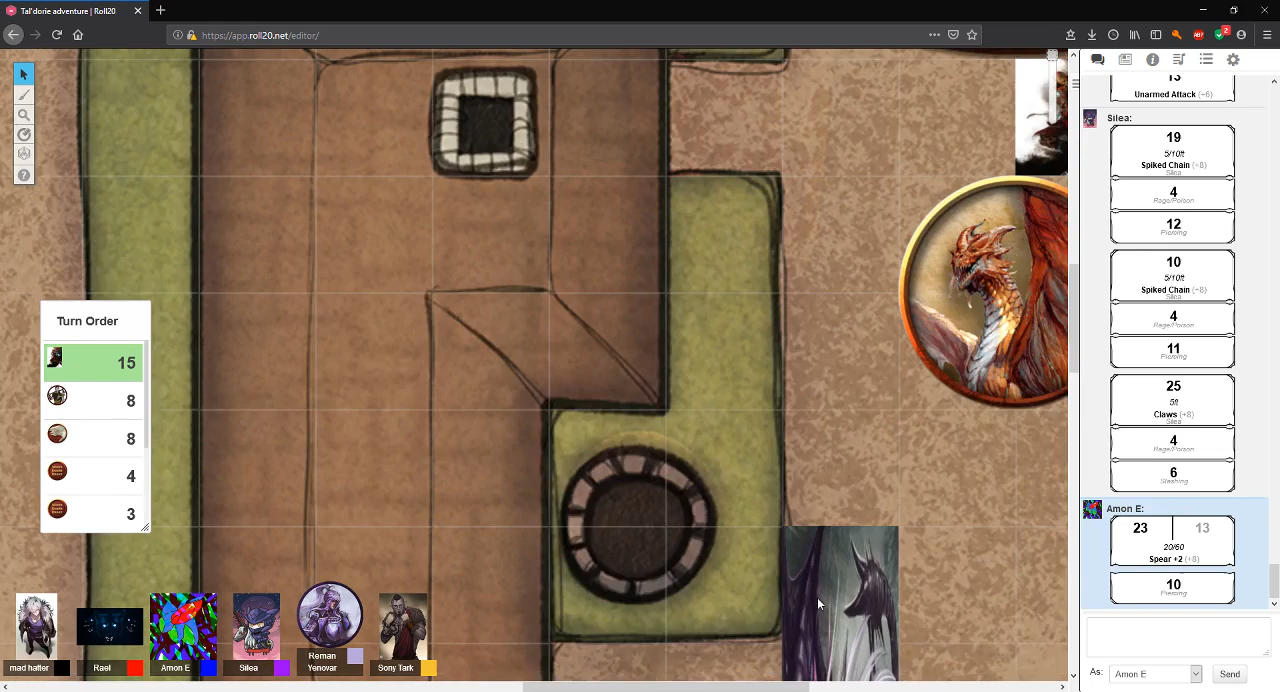 Tal'dorie adventure | Roll20
https://app.roll20.net/editor/
ABP
2
13
Unarmed Attack (+6)
Silea:
19
5/10ft
Spiked Chain (+8)
Silea
4
Rage/Poison
12
Piercing
10
5/10ft
Spiked Chain (+8)
Silea
4
Rage/Poison
11
Piercing
25
5ft
Claws (+8)
Silea
4
Rage/Poison
6
Slashing
Amon E:
23 13
20/60
Spear +2 (+8)
10
Piercing
As: Amon E Send
Turn Order
15
8
8
4
3
mad hatter
Rael
Amon E
Silea
Reman
Yenovar
Sony Tark